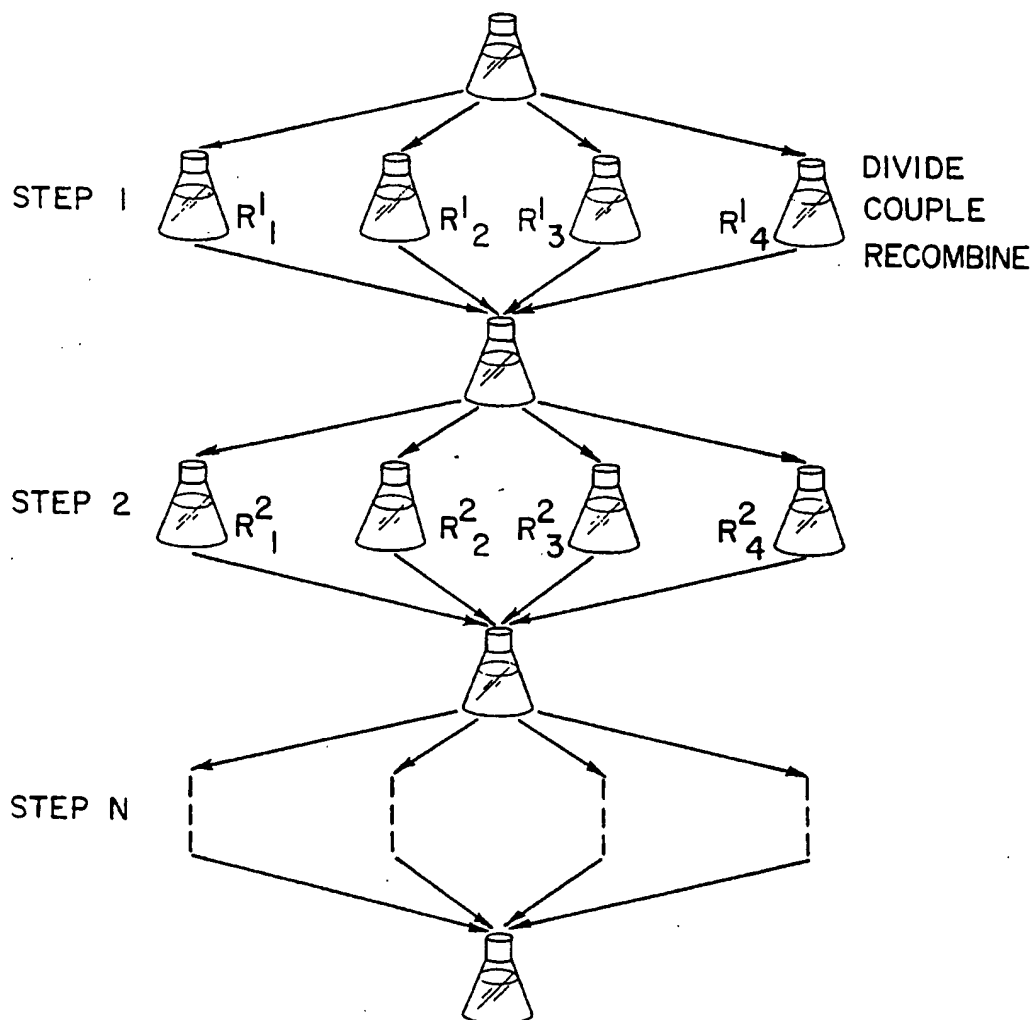 STEP 1
R¹₁
R¹₂
R¹₃
R¹₄
DIVIDE
COUPLE
RECOMBINE
STEP 2
R²₁
R²₂
R²₃
R²₄
STEP N